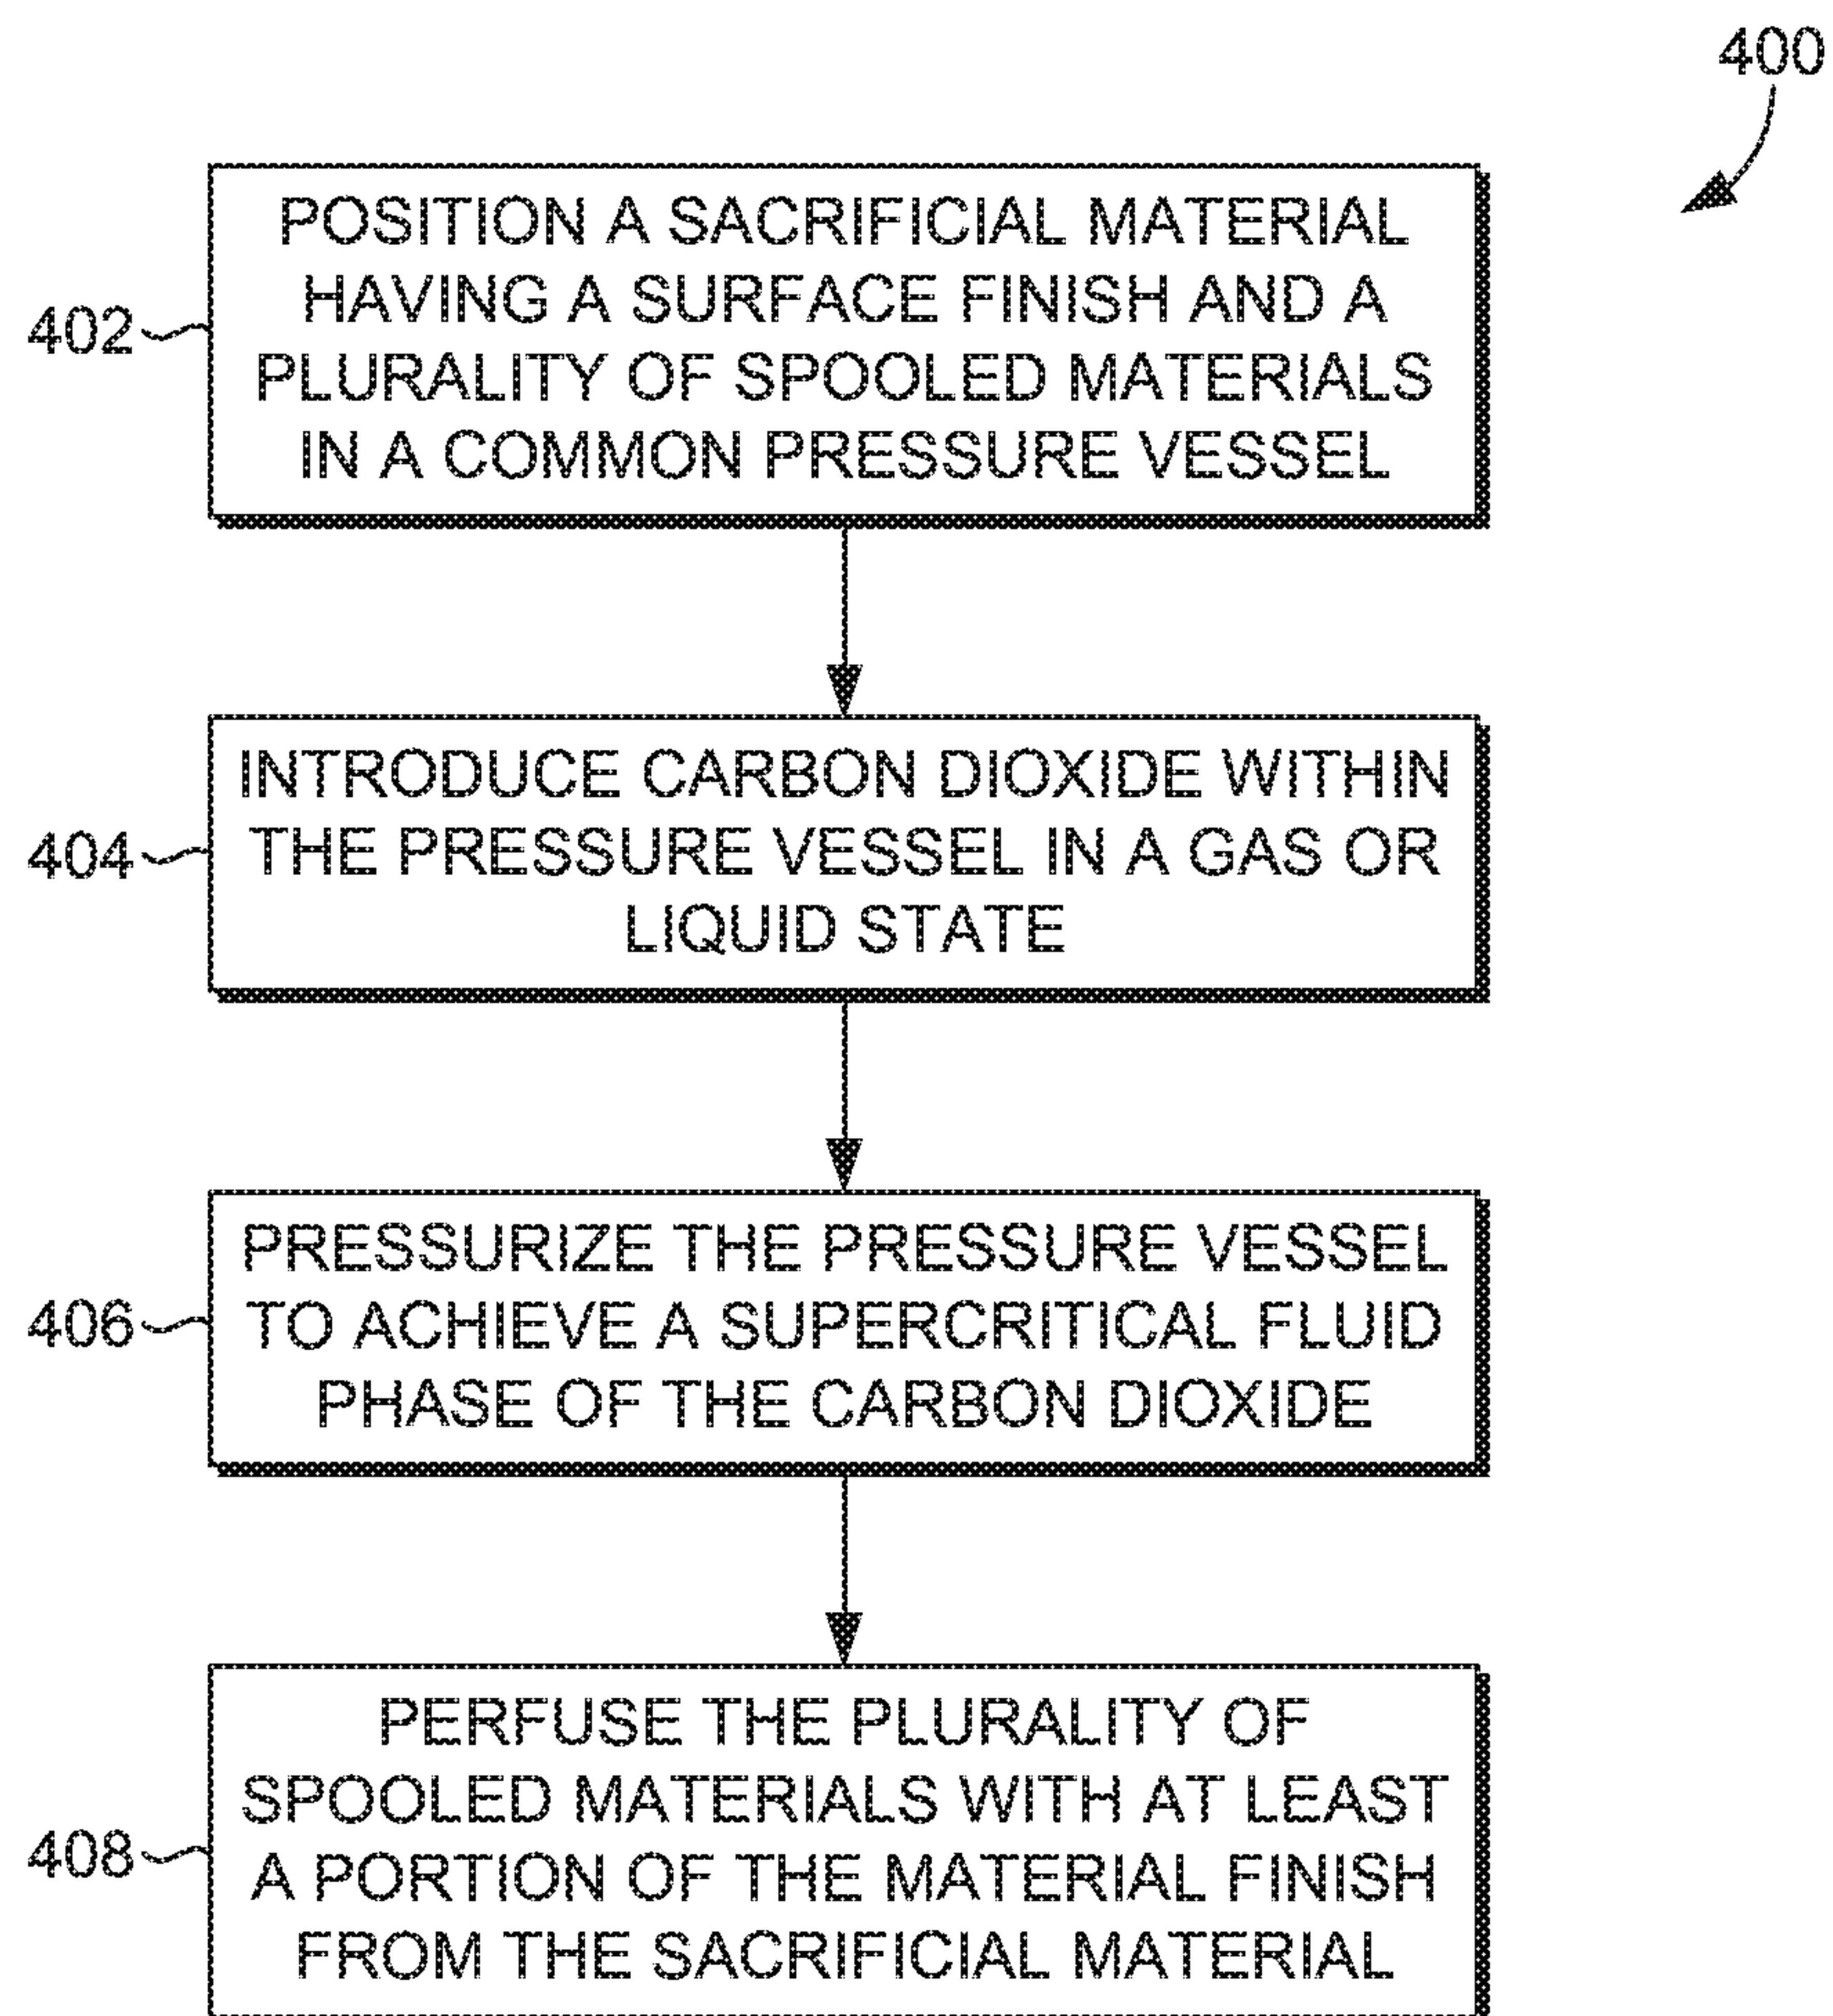 400
402
POSITION A SACRIFICIAL MATERIAL
HAVING A SURFACE FINISH AND A
PLURALITY OF SPOOLED MATERIALS
IN A COMMON PRESSURE VESSEL
404
INTRODUCE CARBON DIOXIDE WITHIN
THE PRESSURE VESSEL IN A GAS OR
LIQUID STATE
406
PRESSURIZE THE PRESSURE VESSEL
TO ACHIEVE A SUPERCRITICAL FLUID
PHASE OF THE CARBON DIOXIDE
408
PERFUSE THE PLURALITY OF
SPOOLED MATERIALS WITH AT LEAST
A PORTION OF THE MATERIAL FINISH
FROM THE SACRIFICIAL MATERIAL